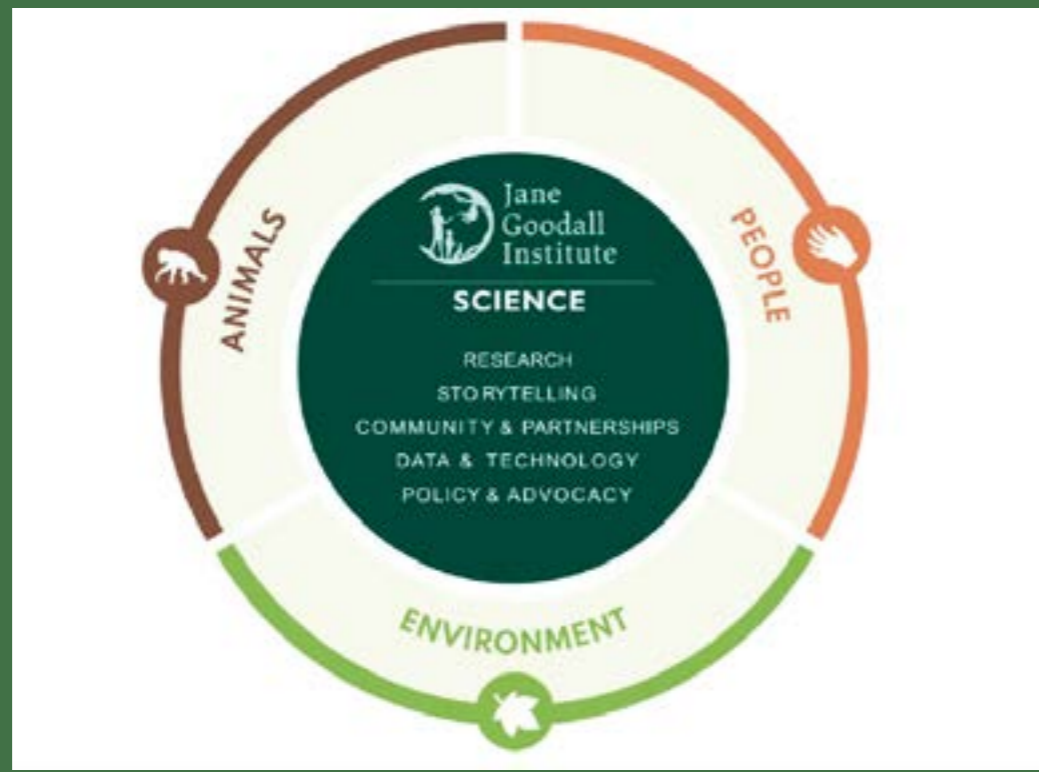 Jane
Goodall
Institute
SCIENCE
RESEARCH
STORYTELLING
COMMUNITY & PARTNERSHIPS
DATA & TECHNOLOGY
POLICY & ADVOCACY
ANIMALS
PEOPLE
ENVIRONMENT